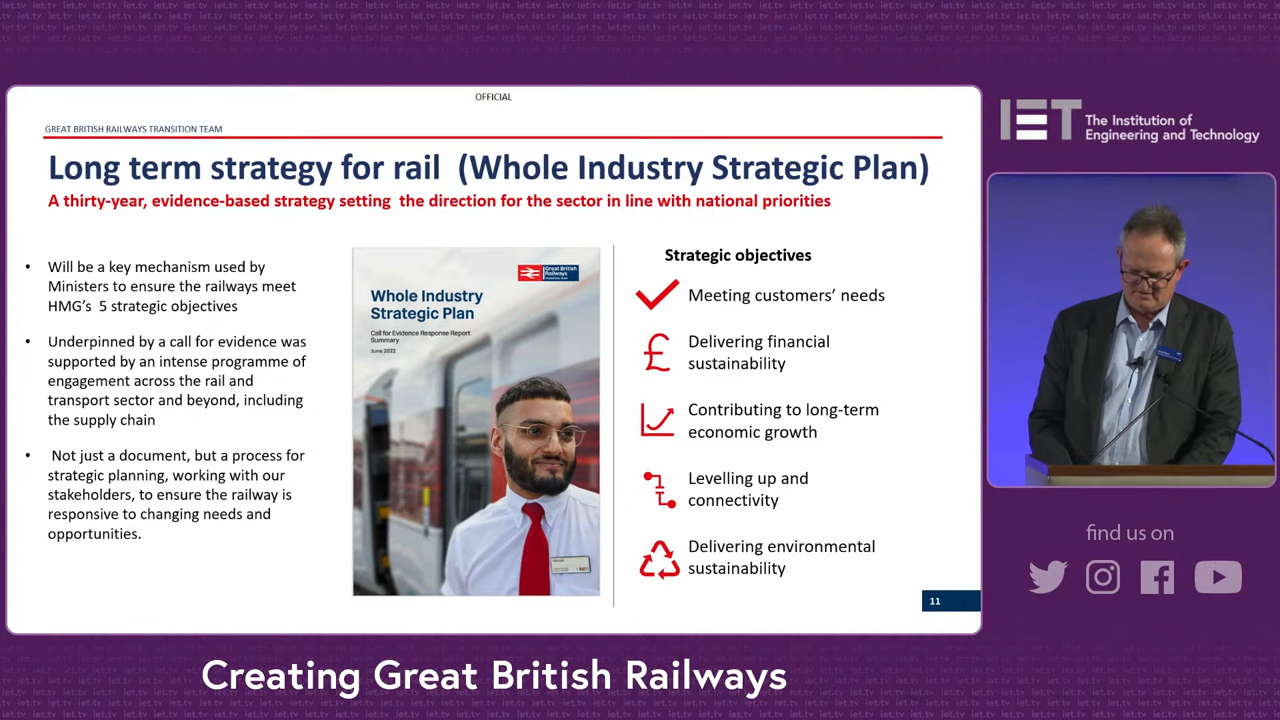 OFFICIAL
GREAT BRITISH RAILWAYS TRANSITION TEAM
Long term strategy for rail (Whole Industry Strategic Plan)
A thirty-year, evidence-based strategy setting the direction for the sector in line with national priorities
• Will be a key mechanism used by
Ministers to ensure the railways meet
HMG's 5 strategic objectives
• Underpinned by a call for evidence was
supported by an intense programme of
engagement across the rail and
transport sector and beyond, including
the supply chain
• Not just a document, but a process for
strategic planning, working with our
stakeholders, to ensure the railway is
responsive to changing needs and
opportunities.
Great British
Railways
Whole Industry
Strategic Plan
Call for Evidence Response Report
Summary
June 2022
Strategic objectives
Meeting customers' needs
£
Delivering financial
sustainability
Contributing to long-term
economic growth
Levelling up and
connectivity
Delivering environmental
sustainability
11
IET
The Institution of
Engineering and Technology
find us on
Creating Great British Railways
iet.tv